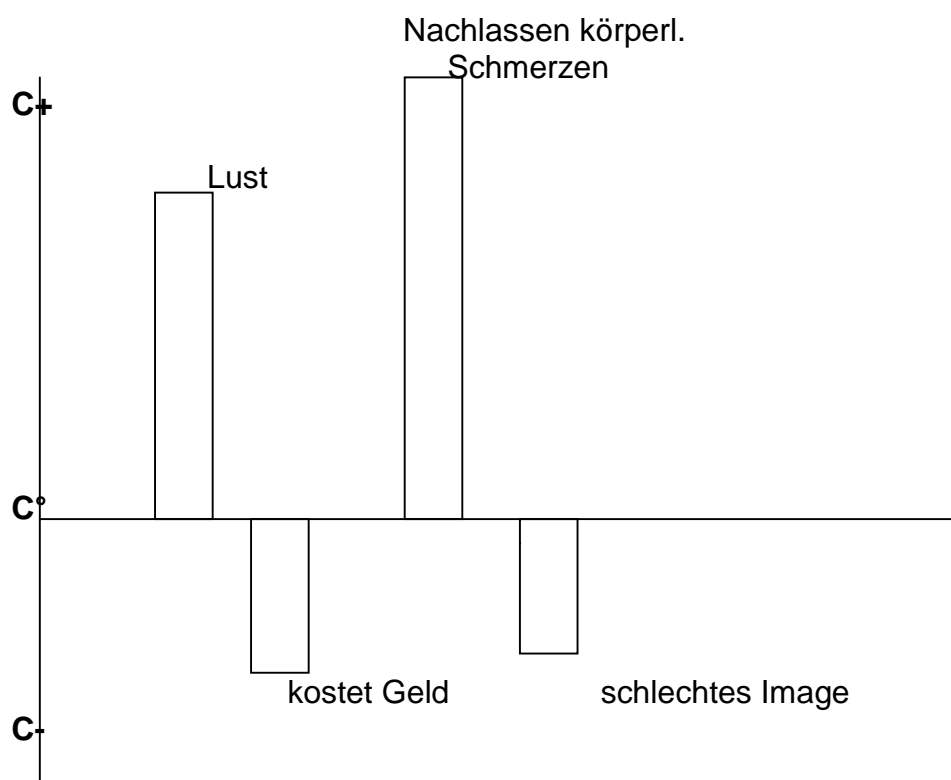 Nachlassen körperl.
Schmerzen
C+
Lust
C°
kostet Geld
schlechtes Image
C-